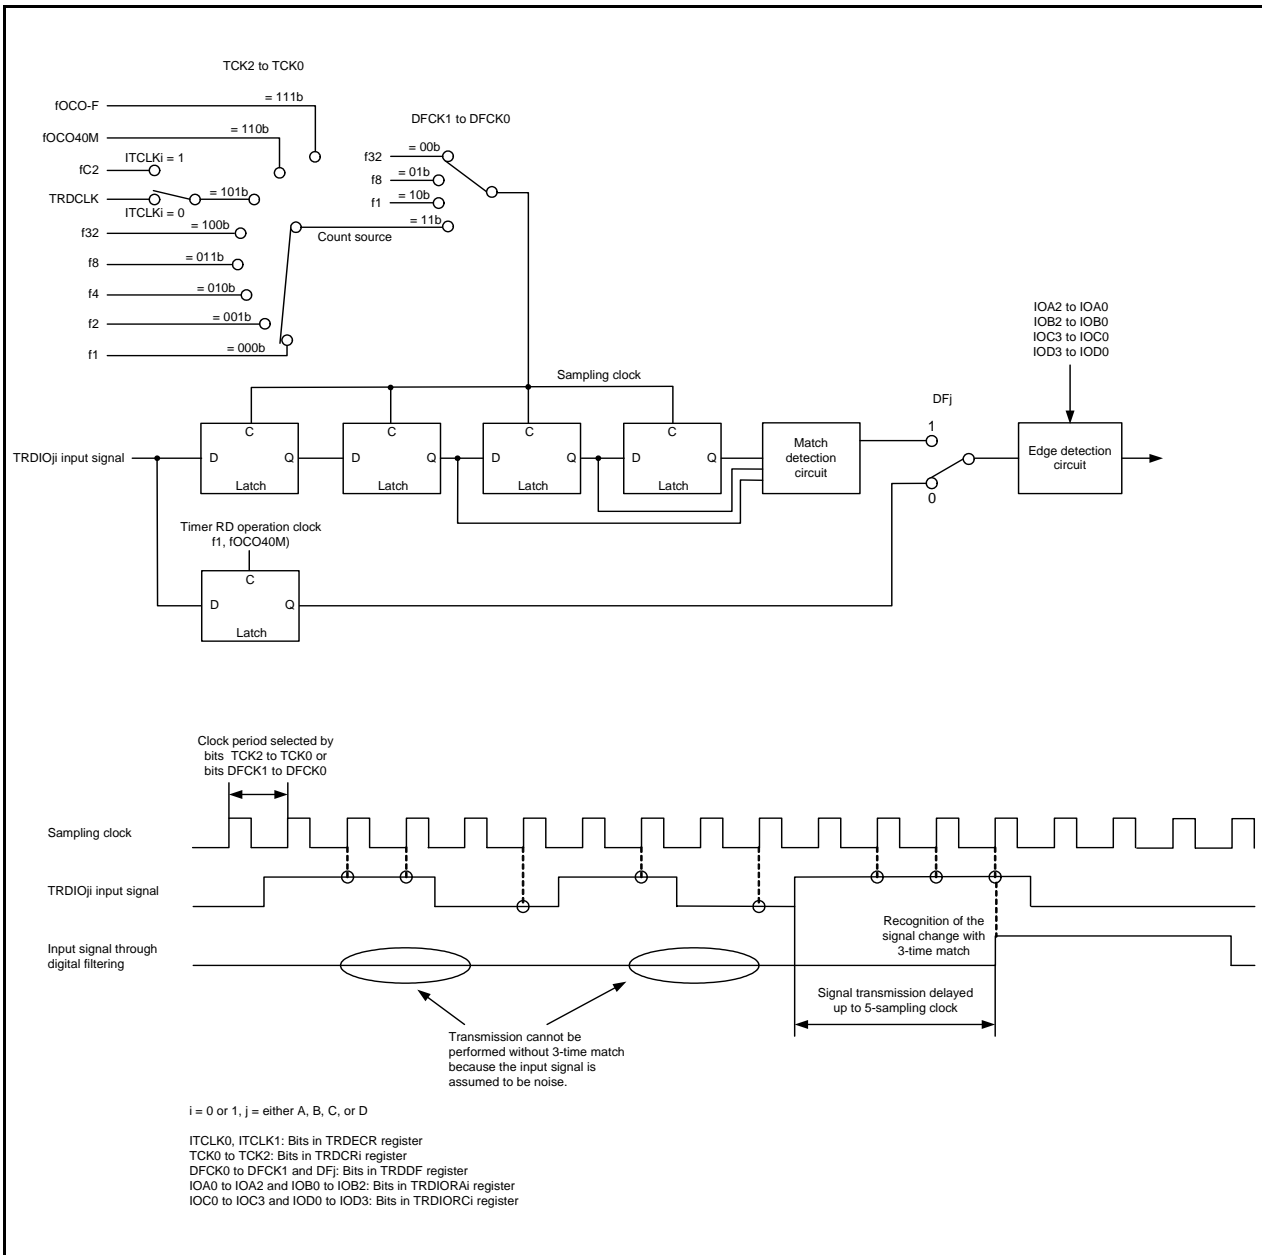 TCK2 to TCK0
fOCO-F
= 111b
DFCK1 to DFCK0
fOCO40M
= 110b
fC2
ITCLKi = 1
f32
= 00b
f8
= 01b
TRDCLK
= 101b
f1
= 10b
ITCLKi = 0
= 11b
f32
= 100b
Count source
f8
= 011b
f4
= 010b
f2
= 001b
f1
= 000b
IOA2 to IOA0
IOB2 to IOB0
IOC3 to IOC0
IOD3 to IOD0
Sampling clock
DFj
TRDIOji input signal
C
D
Q
Latch
C
D
Q
Latch
C
D
Q
Latch
C
D
Q
Latch
Match
detection
circuit
1
0
Edge detection
circuit
Timer RD operation clock
f1, fOCO40M)
C
D
Q
Latch
Clock period selected by
bits TCK2 to TCK0 or
bits DFCK1 to DFCK0
Sampling clock
TRDIOji input signal
Input signal through
digital filtering
Recognition of the
signal change with
3-time match
Signal transmission delayed
up to 5-sampling clock
Transmission cannot be
performed without 3-time match
because the input signal is
assumed to be noise.
i = 0 or 1, j = either A, B, C, or D
ITCLK0, ITCLK1: Bits in TRDECR register
TCK0 to TCK2: Bits in TRDCRi register
DFCK0 to DFCK1 and DFj: Bits in TRDDF register
IOA0 to IOA2 and IOB0 to IOB2: Bits in TRDIORAi register
IOC0 to IOC3 and IOD0 to IOD3: Bits in TRDIORCi register